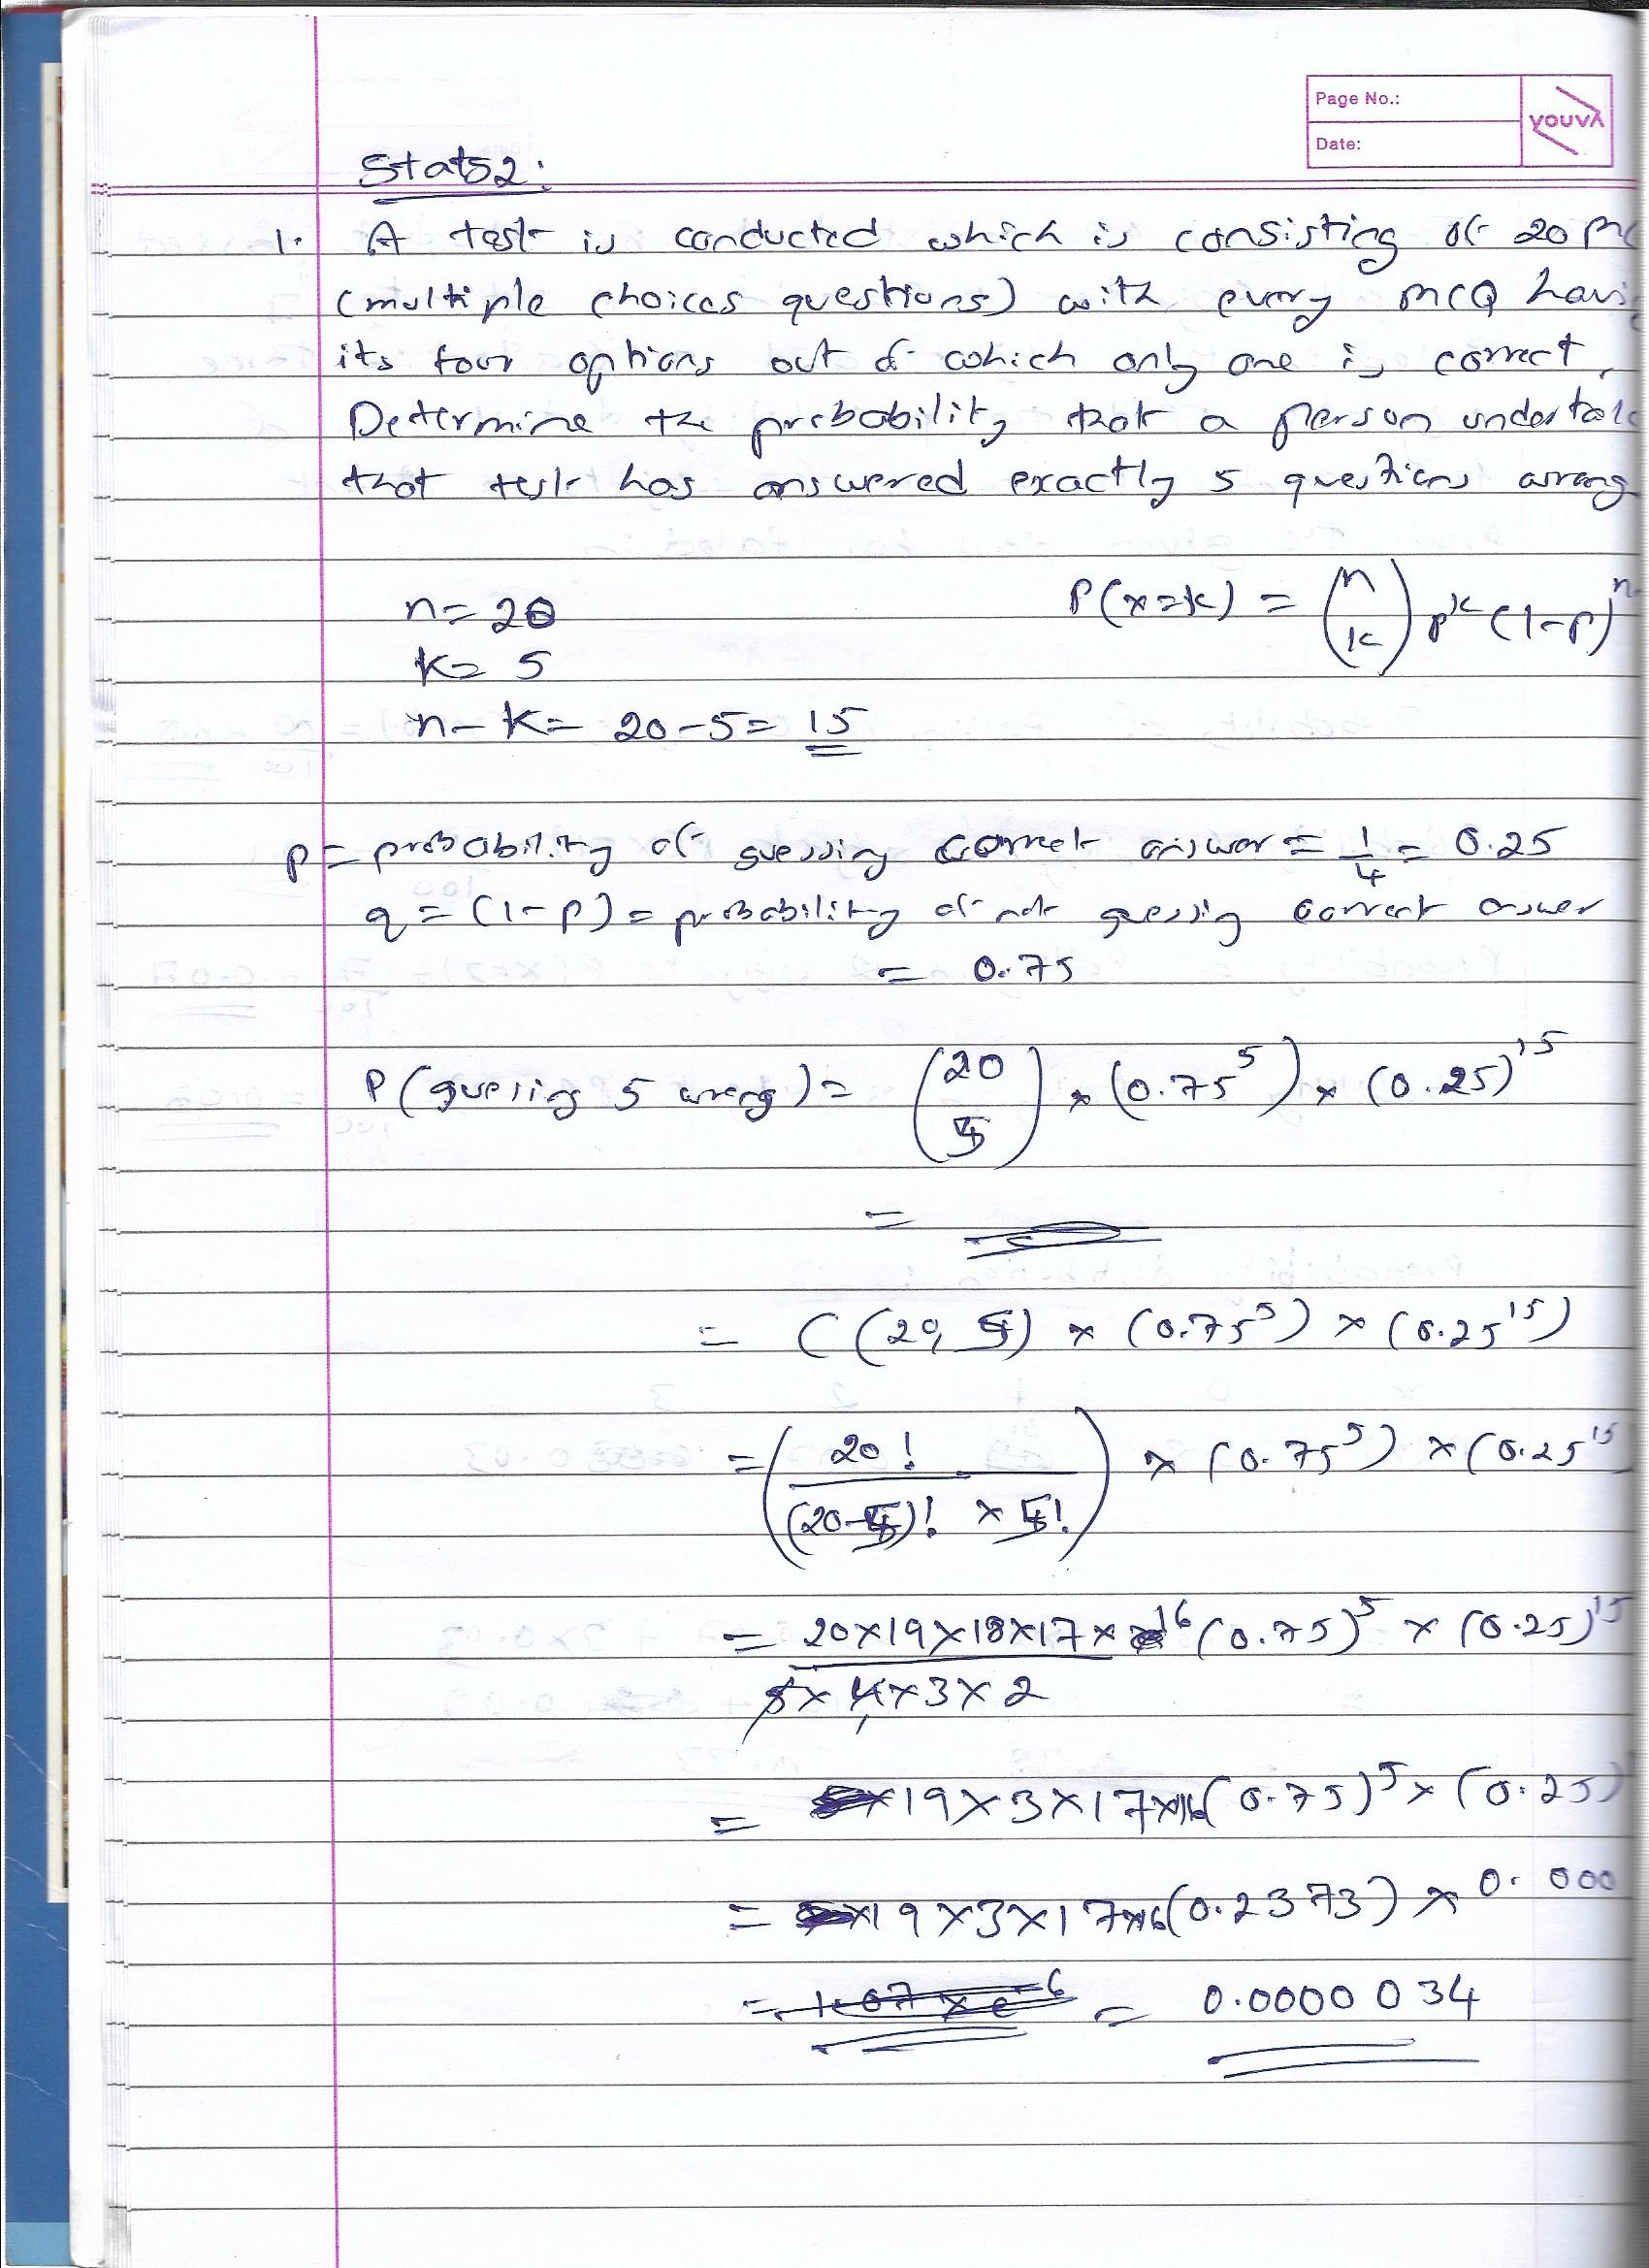 Page No.:
Date:
youva
Stats2:
1. A test is conducted which is consisting of 20 MC
(multiple choices questions) with every MCQ havi
its four options out of which only one is correct,
Determine the probability that a person undertak
that test has answered exactly 5 questions wrong
n = 20
P(x=k) = (n k) p^k (1-p)^n-
k = 5
n - k = 20 - 5 = 15
p = probability of guessing correct answer = 1/4 = 0.25
q = (1-p) = probability of not guessing correct answer
= 0.75
P(guessing 5 wrong) = (20 5) × (0.75^5) × (0.25)^15
=
= C(20, 5) × (0.75^5) × (0.25^15)
= (20! / (20-5)! × 5!) × (0.75^5) × (0.25^15
= 20×19×18×17×16 (0.75)^5 × (0.25)^15
5×4×3×2
= 19×3×17×16(0.75)^5 × (0.25)
= 19×3×17×16(0.2373) × 0.000
= 1.07 × e^-6 = 0.0000034